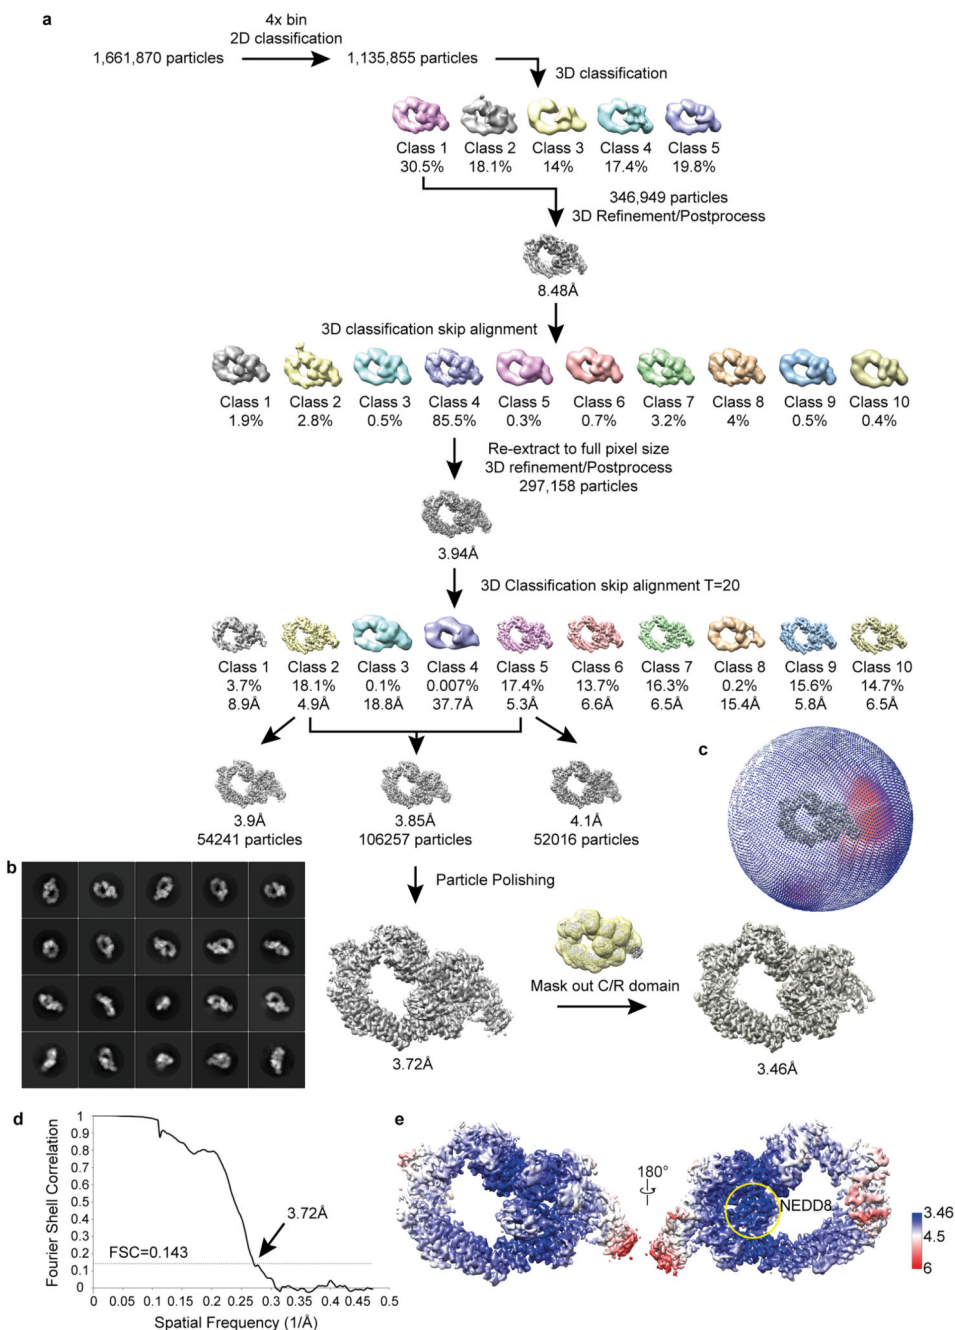 a
4x bin
2D classification
1,661,870 particles
1,135,855 particles
3D classification
Class 1 Class 2 Class 3 Class 4 Class 5
30.5% 18.1% 14% 17.4% 19.8%
346,949 particles
3D Refinement/Postprocess
8.48Å
3D classification skip alignment
Class 1 Class 2 Class 3 Class 4 Class 5 Class 6 Class 7 Class 8 Class 9 Class 10
1.9% 2.8% 0.5% 85.5% 0.3% 0.7% 3.2% 4% 0.5% 0.4%
Re-extract to full pixel size
3D refinement/Postprocess
297,158 particles
3.94Å
3D Classification skip alignment T=20
Class 1 Class 2 Class 3 Class 4 Class 5 Class 6 Class 7 Class 8 Class 9 Class 10
3.7% 18.1% 0.1% 0.007% 17.4% 13.7% 16.3% 0.2% 15.6% 14.7%
8.9Å 4.9Å 18.8Å 37.7Å 5.3Å 6.6Å 6.5Å 15.4Å 5.8Å 6.5Å
3.9Å 3.85Å 4.1Å
54241 particles 106257 particles 52016 particles
c
b
Particle Polishing
Mask out C/R domain
3.72Å
3.46Å
d
Fourier Shell Correlation
1
0.9
0.8
0.7
0.6
0.5
0.4
0.3
0.2
0.1
0
3.72Å
FSC=0.143
0 0.05 0.1 0.15 0.2 0.25 0.3 0.35 0.4 0.45 0.5
Spatial Frequency (1/Å)
e
180°
NEDD8
3.46
4.5
6